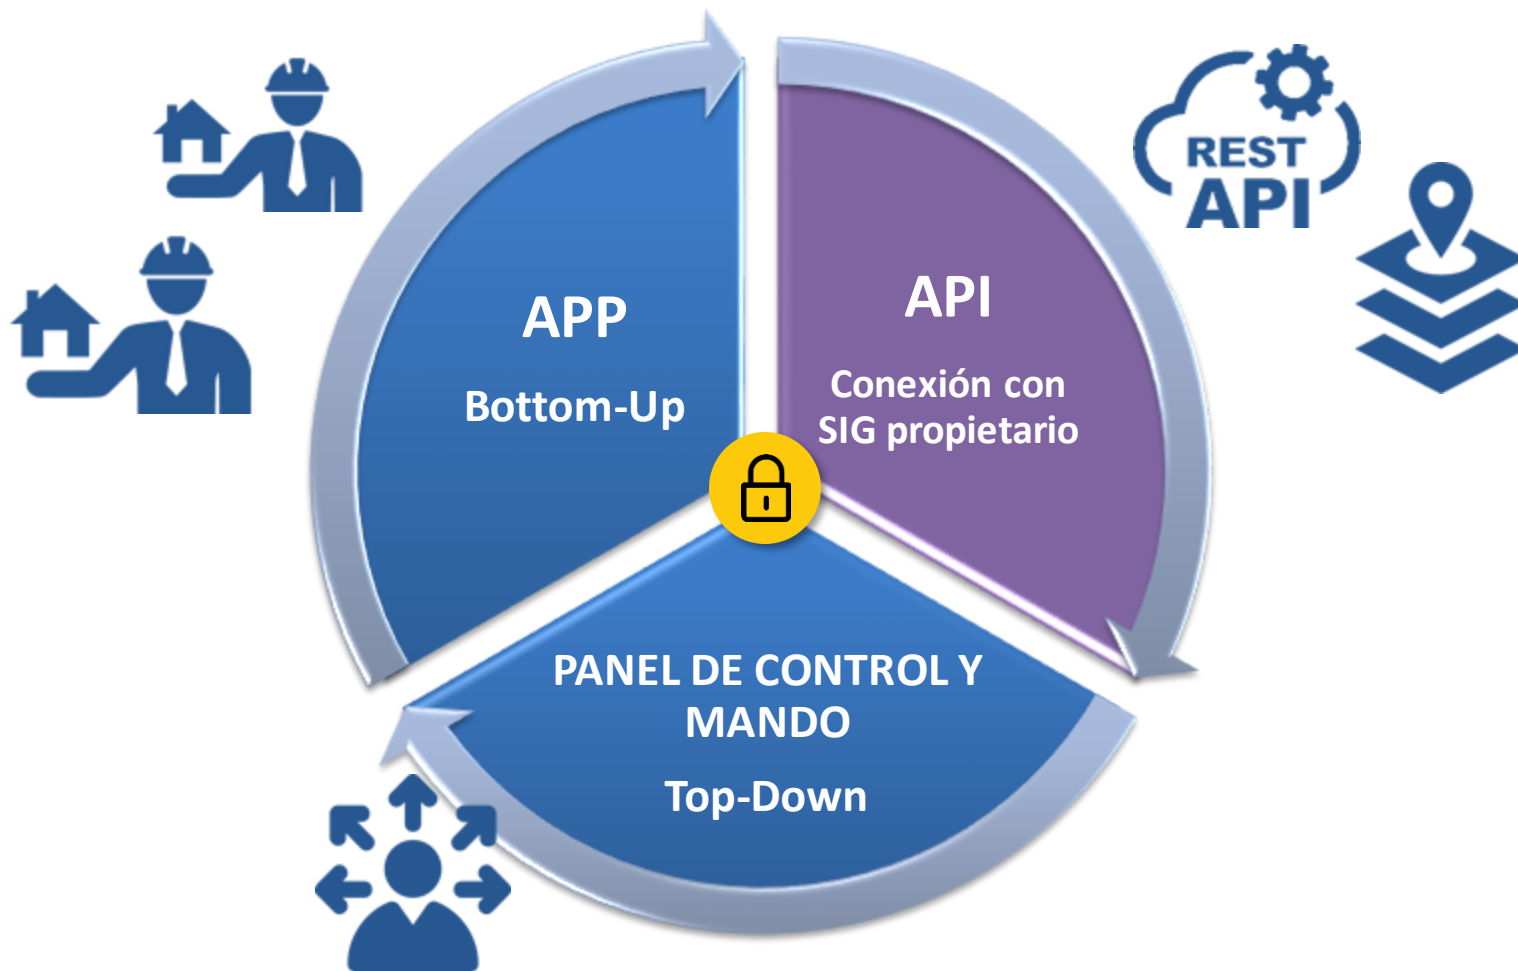 APP
Bottom-Up
API
Conexión con
SIG propietario
REST
API
PANEL DE CONTROL Y
MANDO
Top-Down